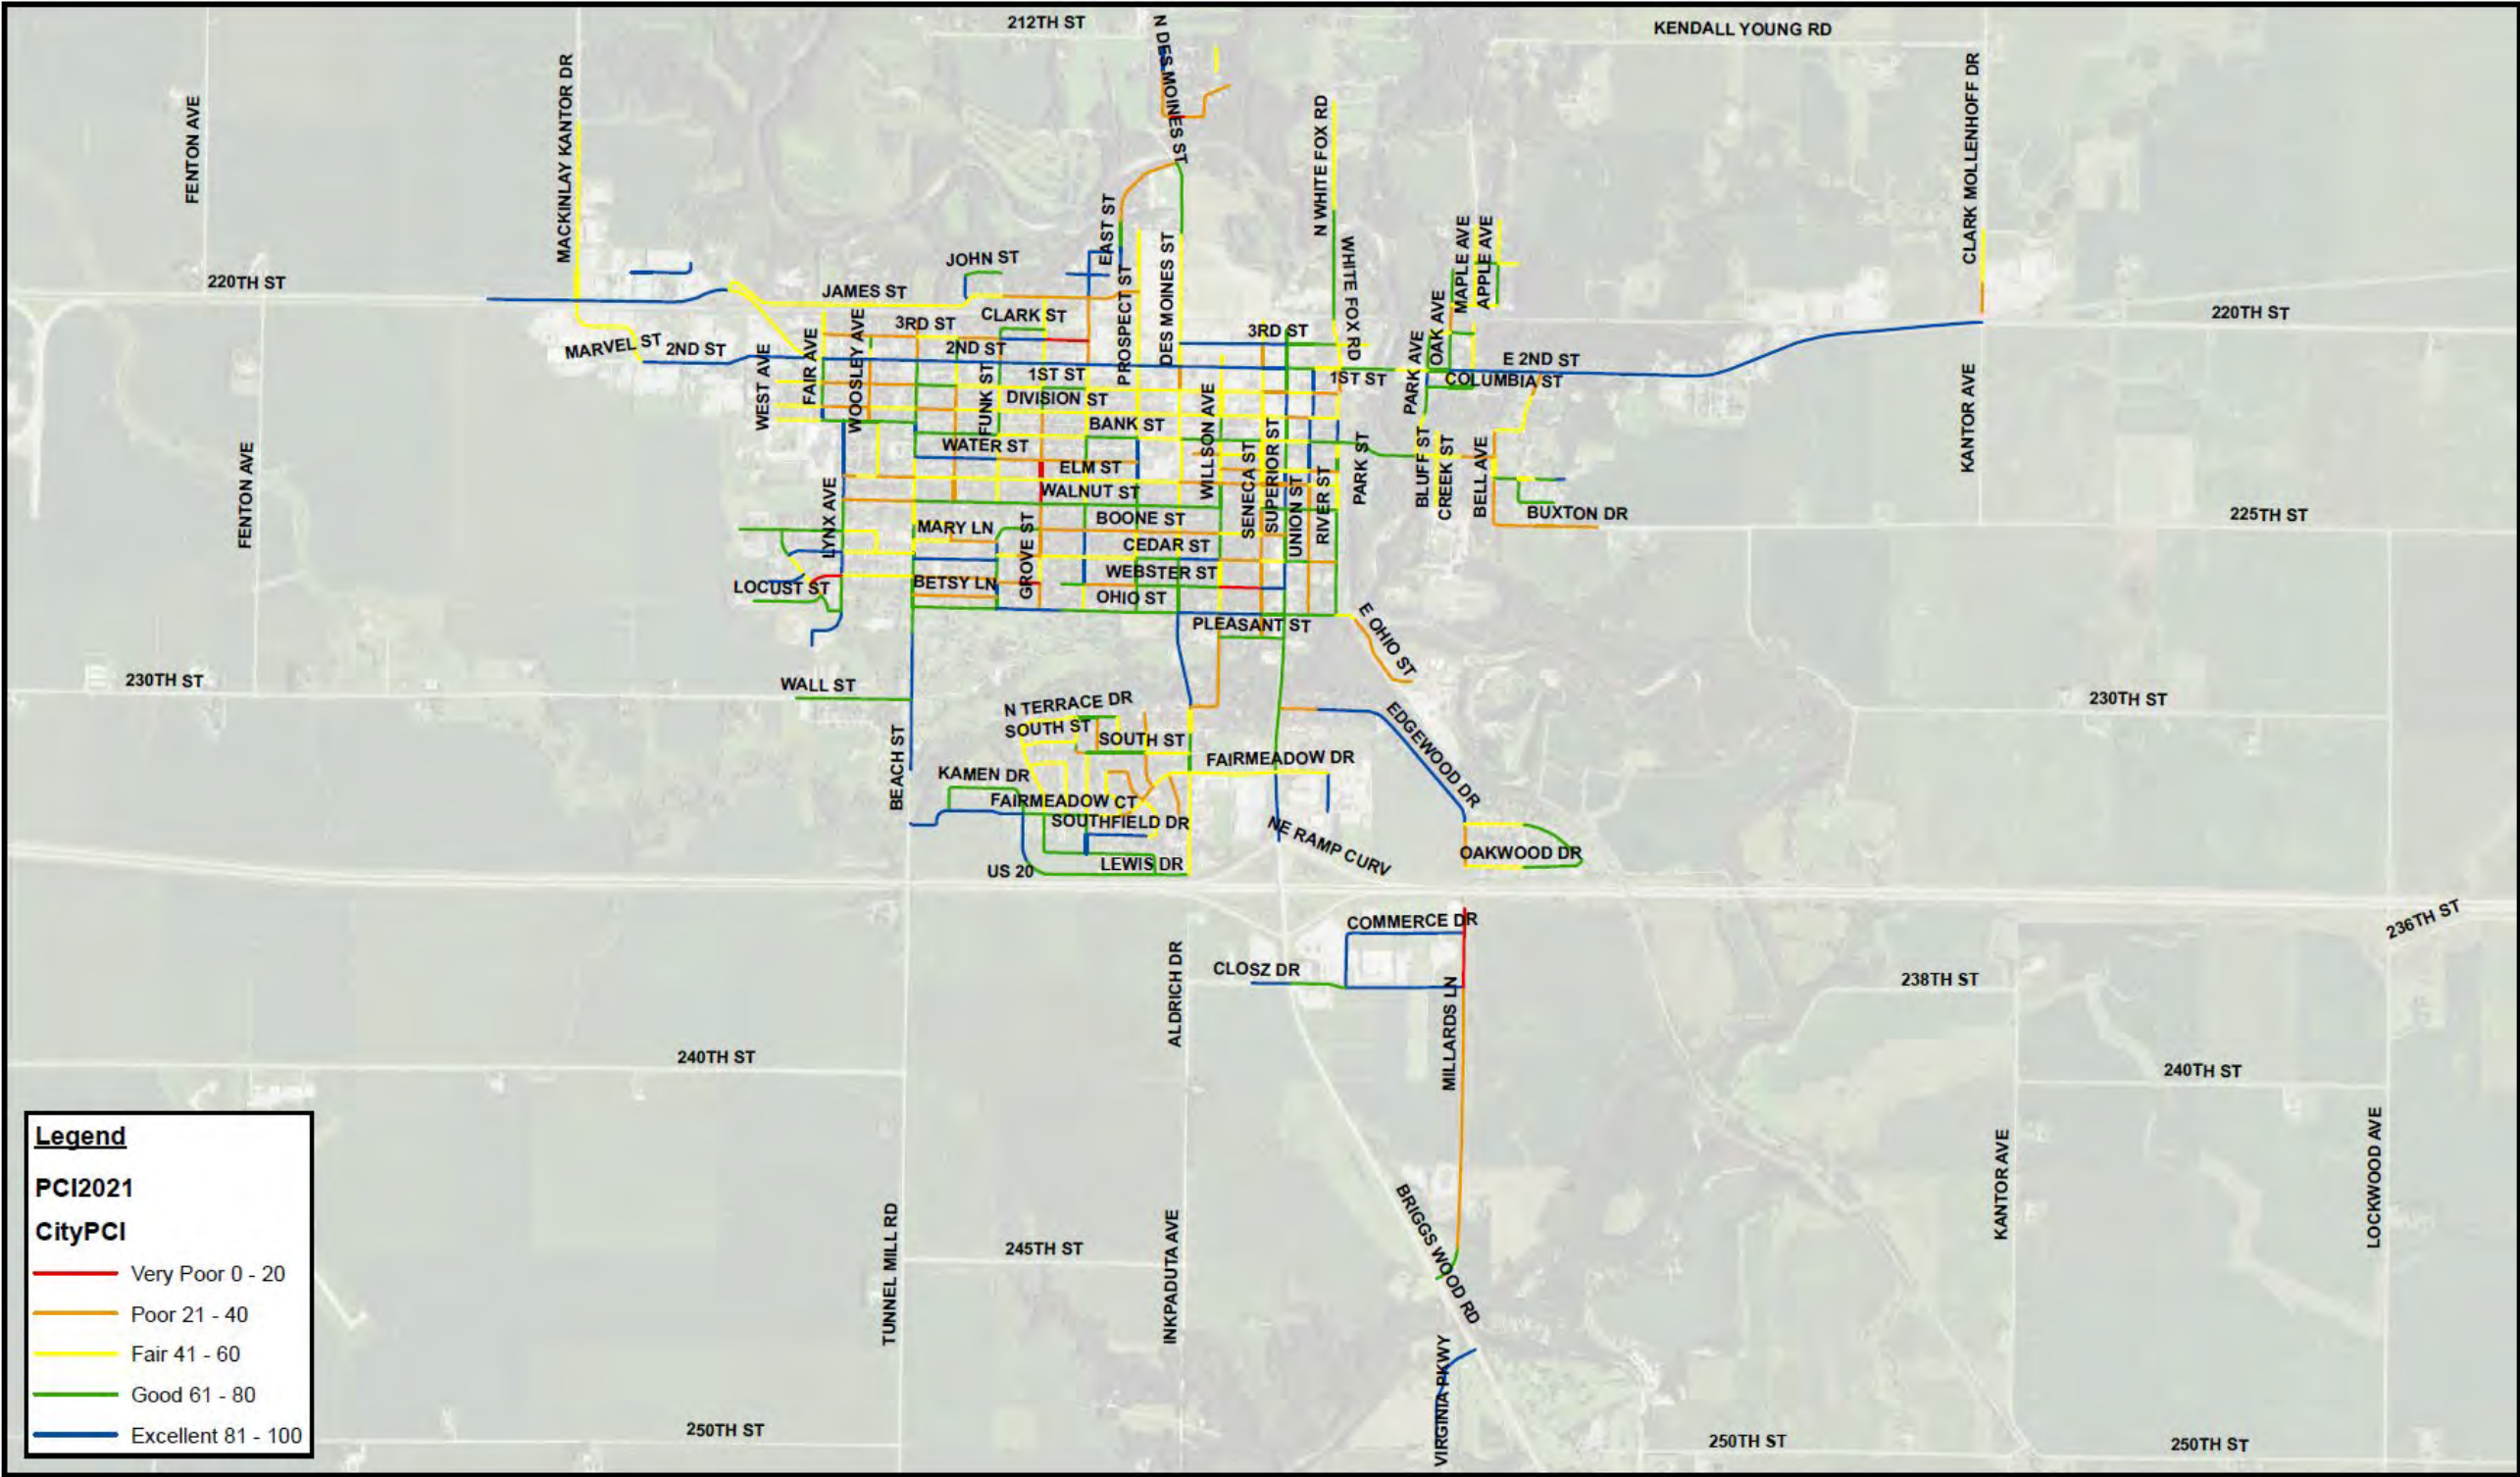 212TH ST
N DES MOINES ST
KENDALL YOUNG RD
FENTON AVE
MACKINLAY KANTOR DR
N WHITE FOX RD
CLARK MOLLENHOFF DR
220TH ST
JOHN ST
EAST ST
DES MOINES ST
WHITE FOX RD
MAPLE AVE
APPLE AVE
220TH ST
JAMES ST
PROSPECT ST
OAK AVE
3RD ST
CLARK ST
3RD ST
MARVEL ST
2ND ST
WEST AVE
FAIR AVE
WOOSLEY AVE
2ND ST
FUNK ST
1ST ST
1ST ST
PARK AVE
E 2ND ST
COLUMBIA ST
KANTOR AVE
DIVISION ST
BANK ST
WILLSON AVE
WATER ST
ELM ST
SENECA ST
SUPERIOR ST
PARK ST
BLUFF ST
CREEK ST
BELL AVE
FENTON AVE
WALNUT ST
LYNX AVE
MARY LN
BOONE ST
UNION ST
RIVER ST
BUXTON DR
225TH ST
GROVE ST
CEDAR ST
LOCUST ST
BETSY LN
WEBSTER ST
OHIO ST
PLEASANT ST
E OHIO ST
230TH ST
WALL ST
N TERRACE DR
230TH ST
SOUTH ST
SOUTH ST
EDGEWOOD DR
BEACH ST
KAMEN DR
FAIRMEADOW DR
FAIRMEADOW CT
SOUTHFIELD DR
NE RAMP CURV
US 20
LEWIS DR
OAKWOOD DR
COMMERCE DR
236TH ST
ALDRICH DR
CLOSZ DR
MILLARDS LN
238TH ST
240TH ST
240TH ST
TUNNEL MILL RD
245TH ST
INKPADUTA AVE
BRIGGS WOOD RD
KANTOR AVE
LOCKWOOD AVE
VIRGINIA PKWY
250TH ST
250TH ST
250TH ST
Legend
PCI2021
CityPCI
Very Poor 0 - 20
Poor 21 - 40
Fair 41 - 60
Good 61 - 80
Excellent 81 - 100